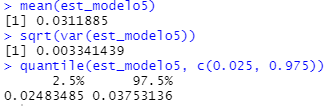 > mean(est_modelo5)
[1] 0.0311885
> sqrt(var(est_modelo5))
[1] 0.003341439
> quantile(est_modelo5, c(0.025, 0.975))
2.5% 97.5%
0.02483485 0.03753136